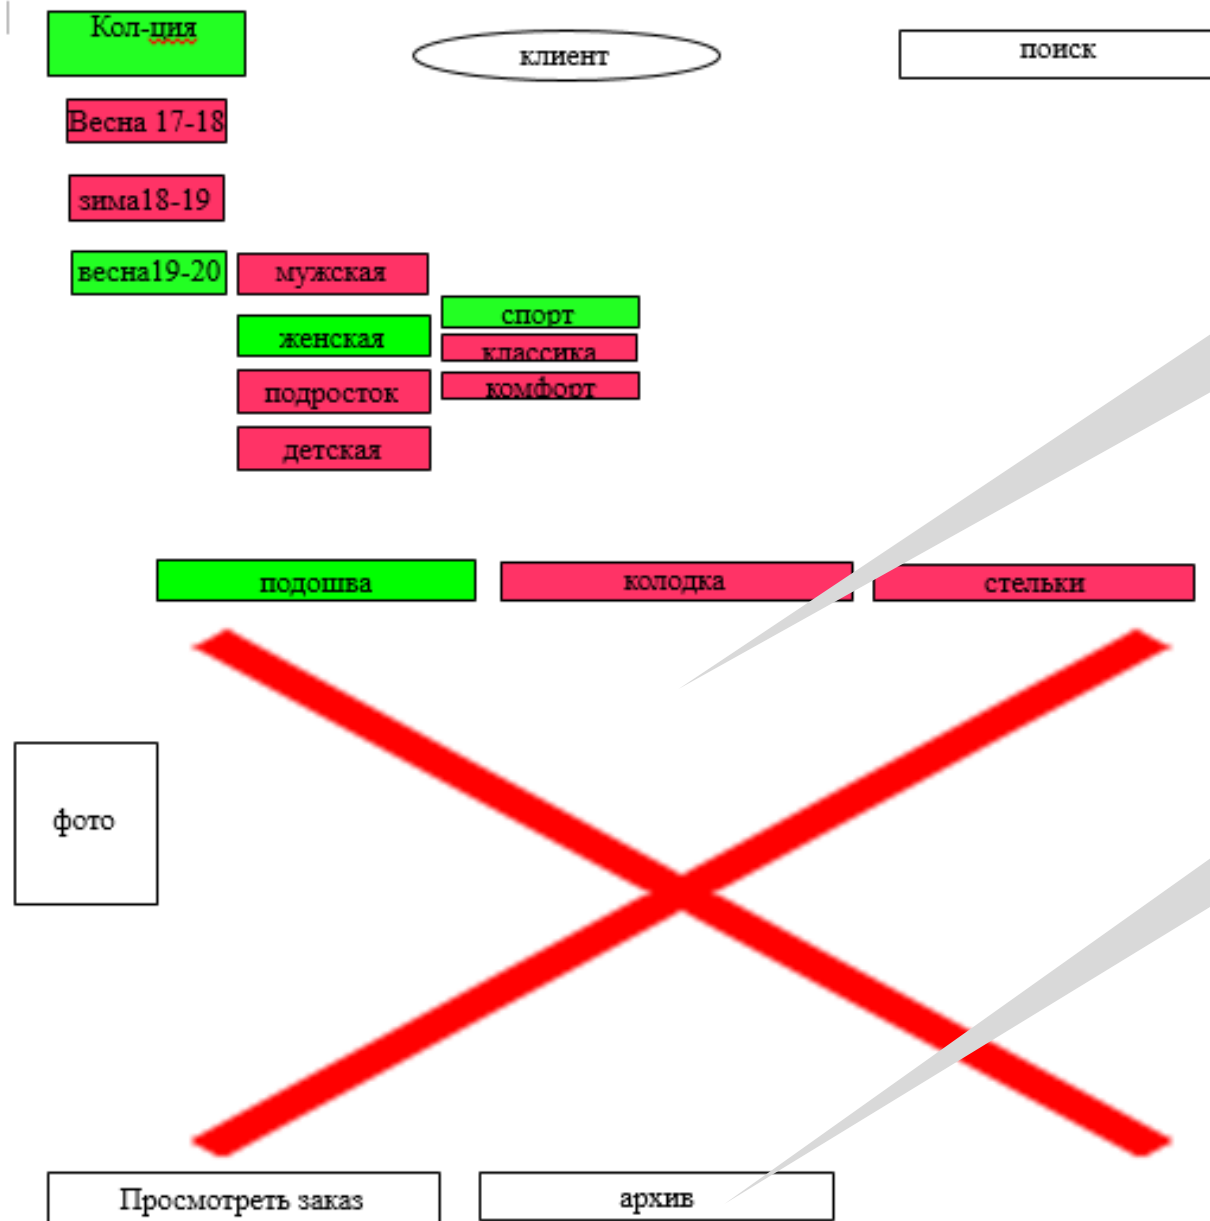 Кол-ция
клиент
поиск
Весна 17-18
зима18-19
весна19-20
мужская
спорт
женская
классика
подросток
комфорт
детская
подошва
колодка
стельки
фото
Просмотреть заказ
архив